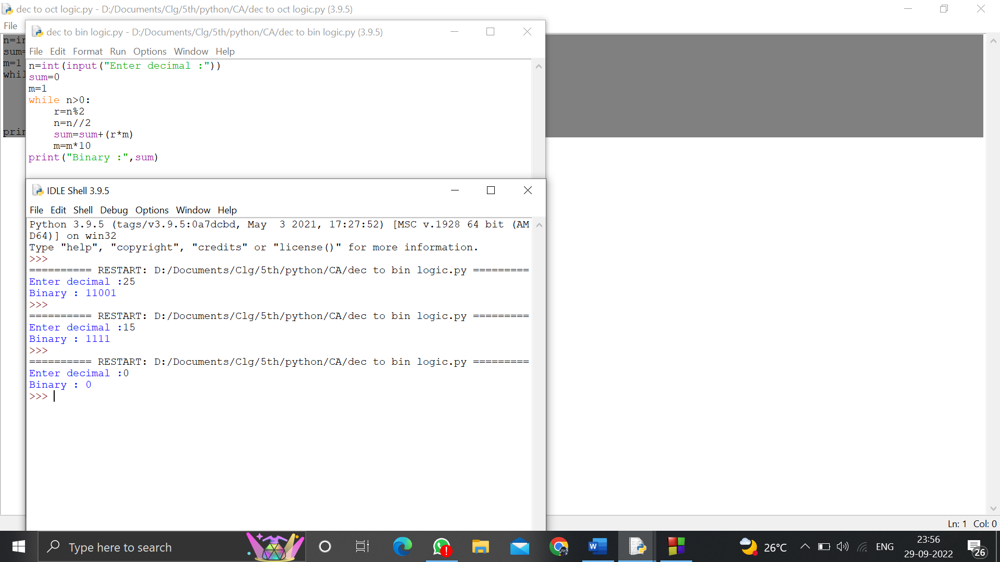 dec to oct logic.py - D:/Documents/Clg/5th/python/CA/dec to oct logic.py (3.9.5)
File
sum=
m=1
dec to bin logic.py - D:/Documents/Clg/5th/python/CA/dec to bin logic.py (3.9.5)
File Edit Format Run Options Window Help
n=int(input("Enter decimal :"))
sum=0
m=1
while n>0:
    r=n%2
    n=n//2
    sum=sum+(r*m)
    m=m*10
print("Binary :",sum)
IDLE Shell 3.9.5
File Edit Shell Debug Options Window Help
Python 3.9.5 (tags/v3.9.5:0a7dcbd, May  3 2021, 17:27:52) [MSC v.1928 64 bit (AM
D64)] on win32
Type "help", "copyright", "credits" or "license()" for more information.
>>>
========== RESTART: D:/Documents/Clg/5th/python/CA/dec to bin logic.py =========
Enter decimal :25
Binary : 11001
>>>
========== RESTART: D:/Documents/Clg/5th/python/CA/dec to bin logic.py =========
Enter decimal :15
Binary : 1111
>>>
========== RESTART: D:/Documents/Clg/5th/python/CA/dec to bin logic.py =========
Enter decimal :0
Binary : 0
>>>
Ln: 1 Col: 0
Type here to search
26°C
ENG
23:56
29-09-2022
26